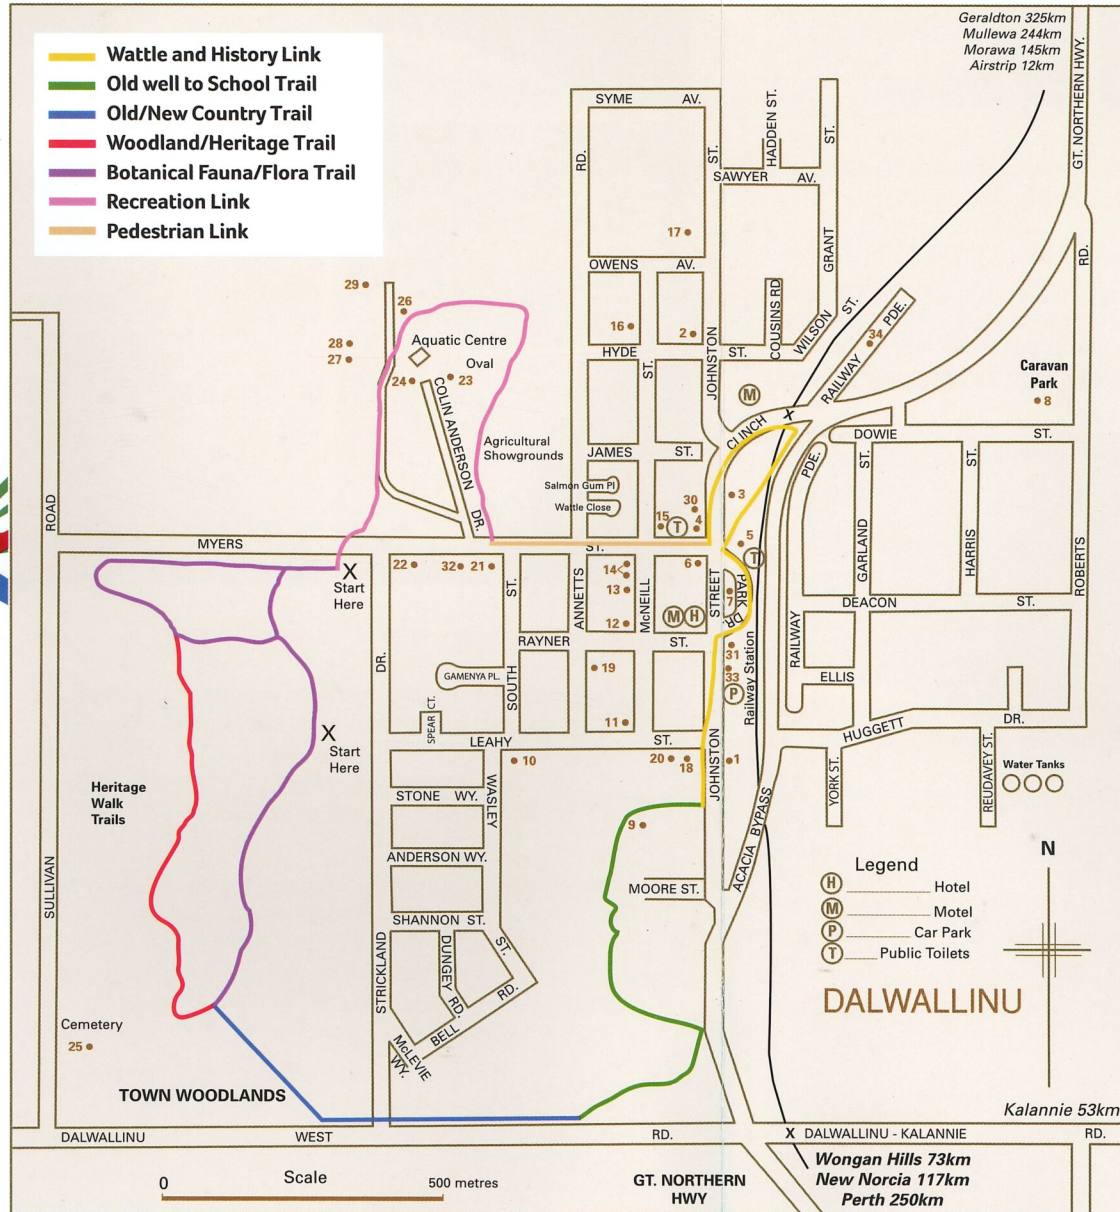 Geraldton 325km
Mullewa 244km
Morawa 145km
Airstrip 12km
GT. NORTHERN HWY.
Wattle and History Link
Old well to School Trail
Old/New Country Trail
Woodland/Heritage Trail
Botanical Fauna/Flora Trail
Recreation Link
Pedestrian Link
SYME AV.
HADDEN ST.
ST.
RD.
ST.
SAWYER AV.
17
GRANT
RD.
OWENS AV.
29
26
COUSINS RD
WILSON ST.
PDE.
34
16
2
28
27
Aquatic Centre
Oval
HYDE ST.
ST.
JOHNSTON
RAILWAY
24
23
COLIN ANDERSON
M
Caravan
Park
8
CLINCH
X
DOWIE ST.
Agricultural
Showgrounds
JAMES ST.
PDE.
ST.
ST.
Salmon Gum Pl
Wattle Close
30
3
15
T
4
DR.
ROAD
MYERS
ST.
5
T
GARLAND
HARRIS
ROBERTS
X
Start
Here
22
32
21
ST.
ANNETTS
14
13
12
McNEILL
6
STREET
PARK DR.
7
M
H
DEACON ST.
RAYNER ST.
RAILWAY
DR.
31
33
P
Railway Station
GAMENYA PL.
SOUTH
19
ELLIS
SPEAR CT.
11
X
Start
Here
LEAHY ST.
HUGGETT DR.
10
20
18
JOHNSTON
1
YORK ST.
REUDAVEY ST.
Water Tanks
Heritage
Walk
Trails
STONE WY.
WASLEY
ACACIA BYPASS
9
ANDERSON WY.
MOORE ST.
N
Legend
H Hotel
M Motel
P Car Park
T Public Toilets
SULLIVAN
SHANNON ST.
STRICKLAND
DUNGEY RD.
ST.
RD.
BELL
McLEVIE
WY.
DALWALLINU
Cemetery
25
TOWN WOODLANDS
Kalannie 53km
DALWALLINU WEST RD.
X DALWALLINU - KALANNIE RD.
Wongan Hills 73km
New Norcia 117km
Perth 250km
GT. NORTHERN
HWY
Scale
0 500 metres